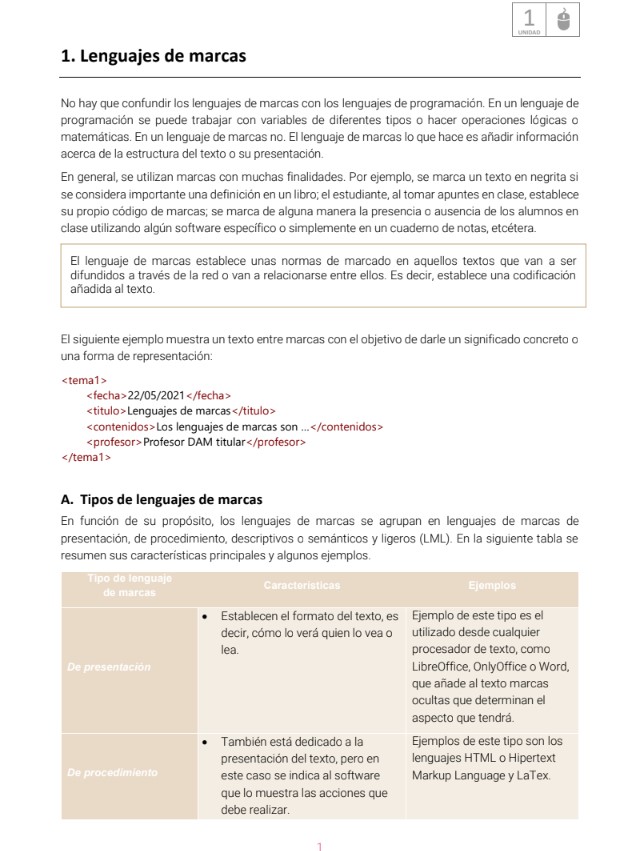 1
UNIDAD
1. Lenguajes de marcas
No hay que confundir los lenguajes de marcas con los lenguajes de programación. En un lenguaje de
programación se puede trabajar con variables de diferentes tipos o hacer operaciones lógicas o
matemáticas. En un lenguaje de marcas no. El lenguaje de marcas lo que hace es añadir información
acerca de la estructura del texto o su presentación.
En general, se utilizan marcas con muchas finalidades. Por ejemplo, se marca un texto en negrita si
se considera importante una definición en un libro; el estudiante, al tomar apuntes en clase, establece
su propio código de marcas; se marca de alguna manera la presencia o ausencia de los alumnos en
clase utilizando algún software específico o simplemente en un cuaderno de notas, etcétera.
El lenguaje de marcas establece unas normas de marcado en aquellos textos que van a ser
difundidos a través de la red o van a relacionarse entre ellos. Es decir, establece una codificación
añadida al texto.
El siguiente ejemplo muestra un texto entre marcas con el objetivo de darle un significado concreto o
una forma de representación:
<tema1>
<fecha>22/05/2021</fecha>
<titulo>Lenguajes de marcas</titulo>
<contenidos>Los lenguajes de marcas son ...</contenidos>
<profesor>Profesor DAM titular</profesor>
</tema1>
A. Tipos de lenguajes de marcas
En función de su propósito, los lenguajes de marcas se agrupan en lenguajes de marcas de
presentación, de procedimiento, descriptivos o semánticos y ligeros (LML). En la siguiente tabla se
resumen sus características principales y algunos ejemplos.
Tipo de lenguaje
de marcas
Características
Ejemplos
De presentación
• Establecen el formato del texto, es
decir, cómo lo verá quien lo vea o
lea.
Ejemplo de este tipo es el
utilizado desde cualquier
procesador de texto, como
LibreOffice, OnlyOffice o Word,
que añade al texto marcas
ocultas que determinan el
aspecto que tendrá.
De procedimiento
• También está dedicado a la
presentación del texto, pero en
este caso se indica al software
que lo muestra las acciones que
debe realizar.
Ejemplos de este tipo son los
lenguajes HTML o Hipertext
Markup Language y LaTex.
1